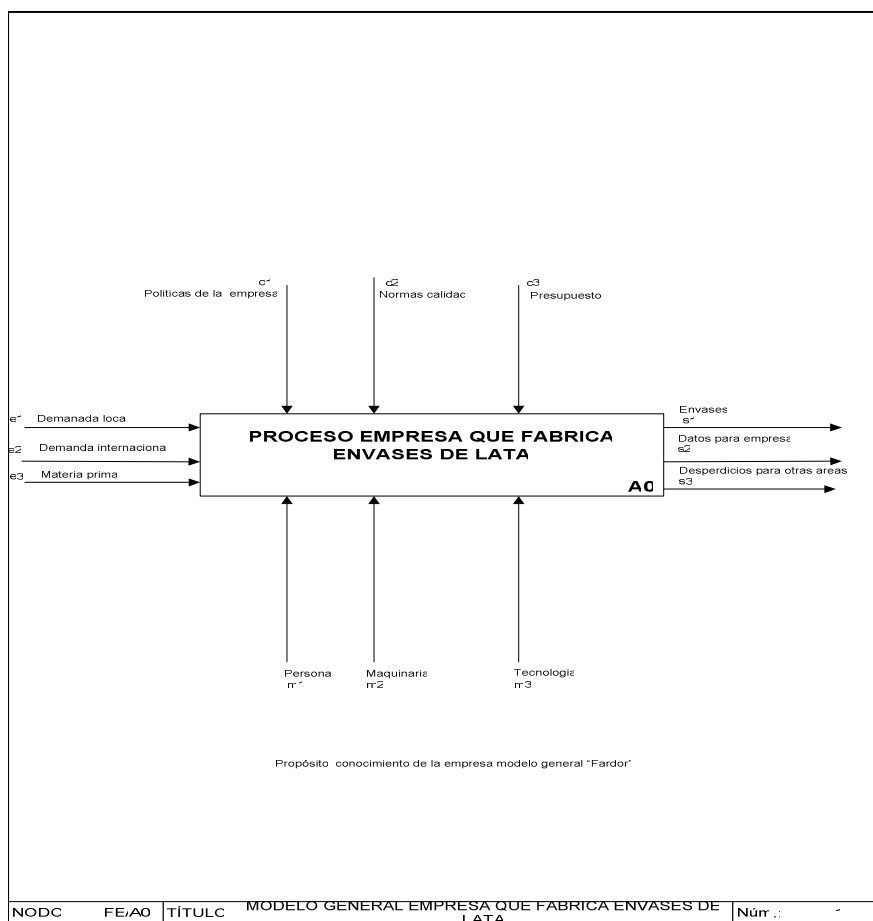 c1
Politicas de la empresa
c2
Normas calidad
c3
Presupuesto
e1 Demanada loca
e2 Demanda internaciona
e3 Materia prima
PROCESO EMPRESA QUE FABRICA
ENVASES DE LATA
A0
Envases
s1
Datos para empresa
s2
Desperdicios para otras areas
s3
Persona
m1
Maquinaria
m2
Tecnologia
m3
Propósito conocimiento de la empresa modelo general “Fardor”
NODO FE/A0 TÍTULO MODELO GENERAL EMPRESA QUE FABRICA ENVASES DE
LATA Núm.: 1